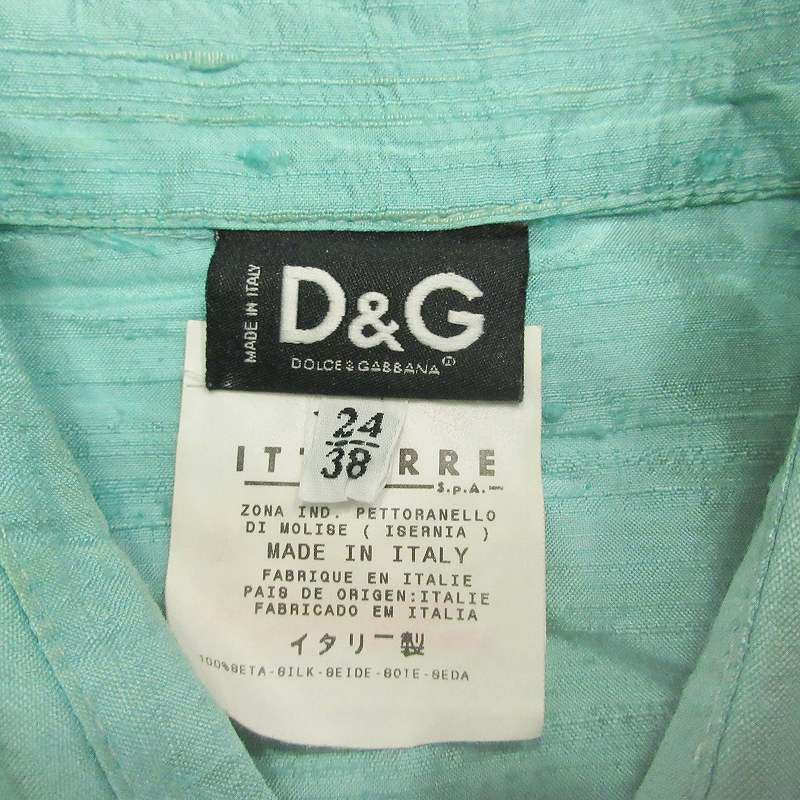 MADE IN ITALY
D&G
DOLCE & GABBANA
24
38
S.p.A.
ZONA IND. PETTORANELLO
DI MOLISE ( ISERNIA )
MADE IN ITALY
FABRIQUE EN ITALIE
PAIS DE ORIGEN:ITALIE
FABRICADO EM ITALIA
イタリー製
100%SETA-SILK-SEIDE-SOIE-SEDA